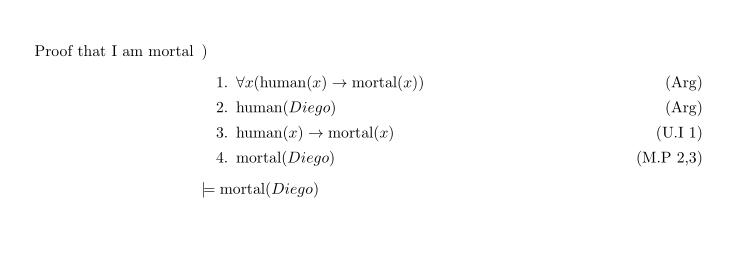 Proof that I am mortal )
1. ∀x(human(x) → mortal(x)) (Arg)
2. human(Diego) (Arg)
3. human(x) → mortal(x) (U.I 1)
4. mortal(Diego) (M.P 2,3)
⊨ mortal(Diego)